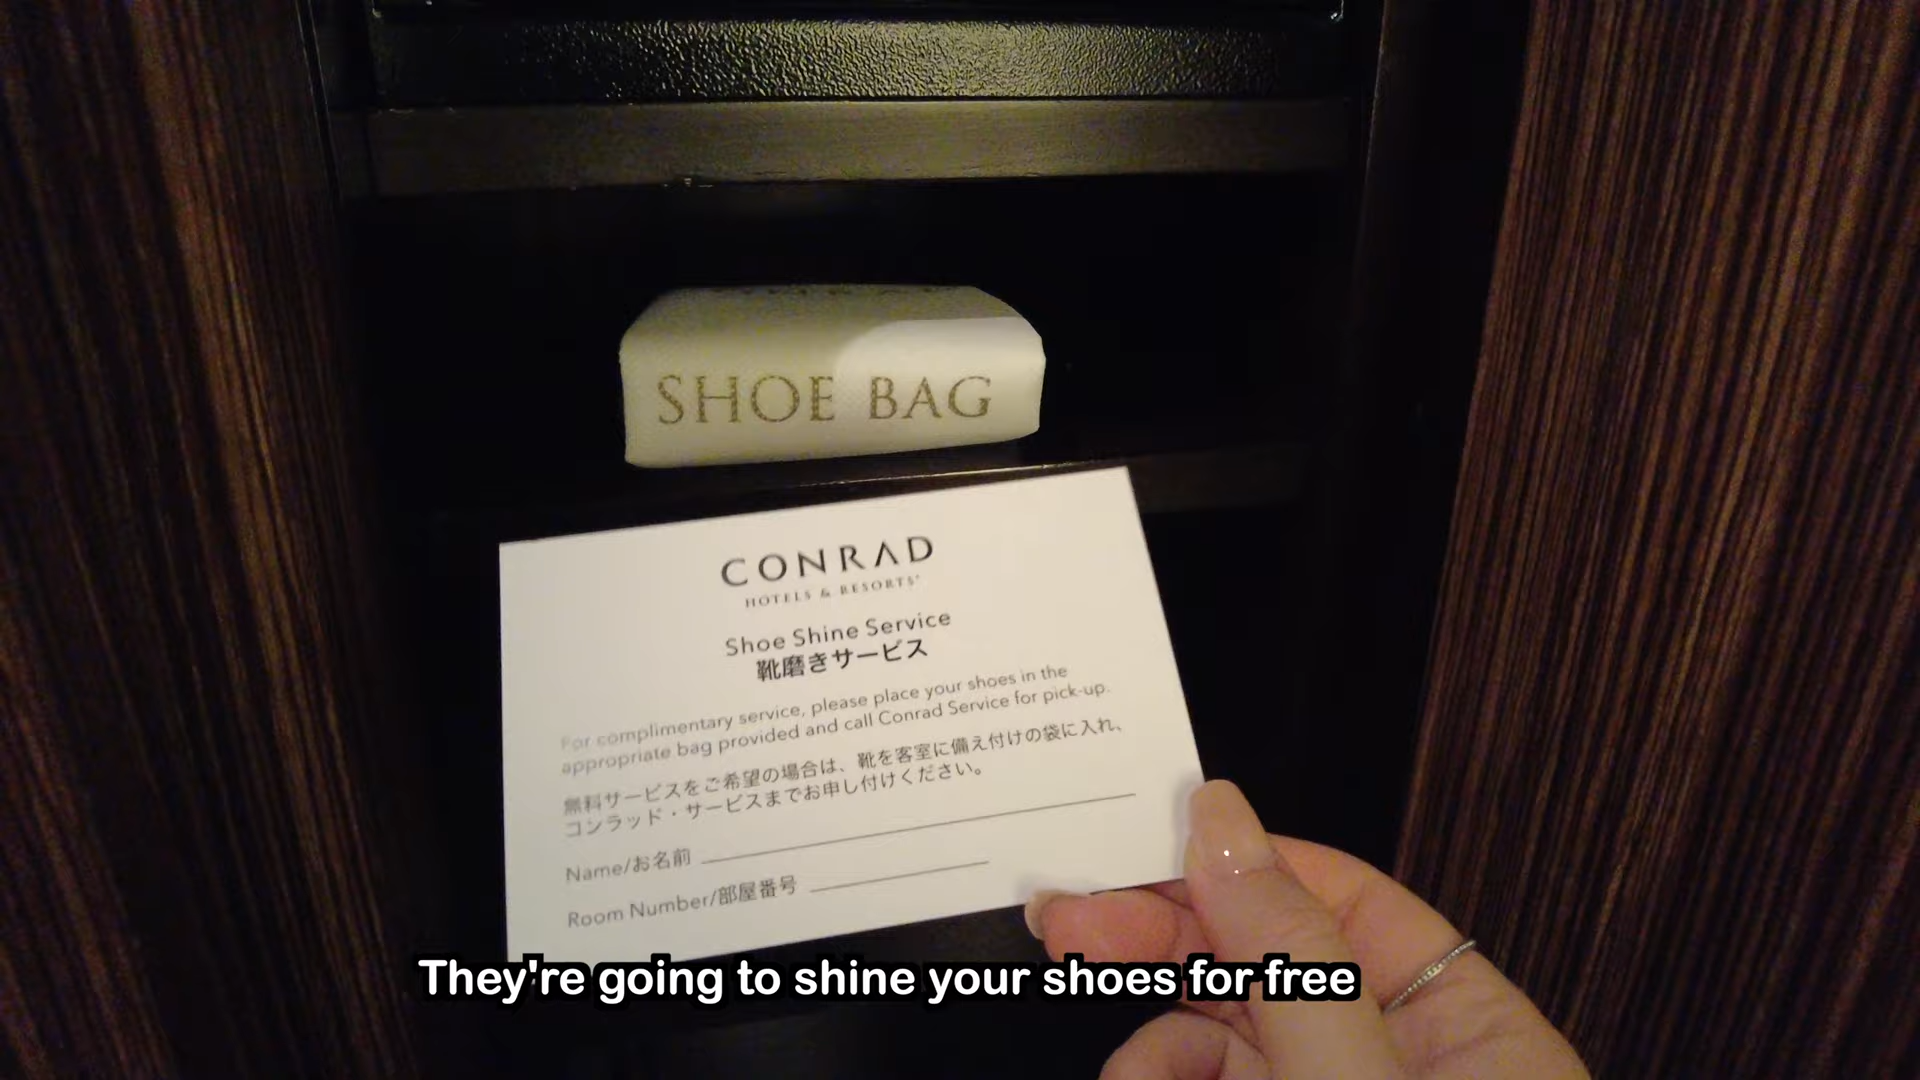 SHOE BAG
CONRAD
HOTELS & RESORTS
Shoe Shine Service
靴磨きサービス
For complimentary service, please place your shoes in the
appropriate bag provided and call Conrad Service for pick-up.
無料サービスをご希望の場合は、靴を客室に備え付けの袋に入れ、
コンラッド・サービスまでお申し付けください。
Name/お名前
Room Number/部屋番号
They're going to shine your shoes for free